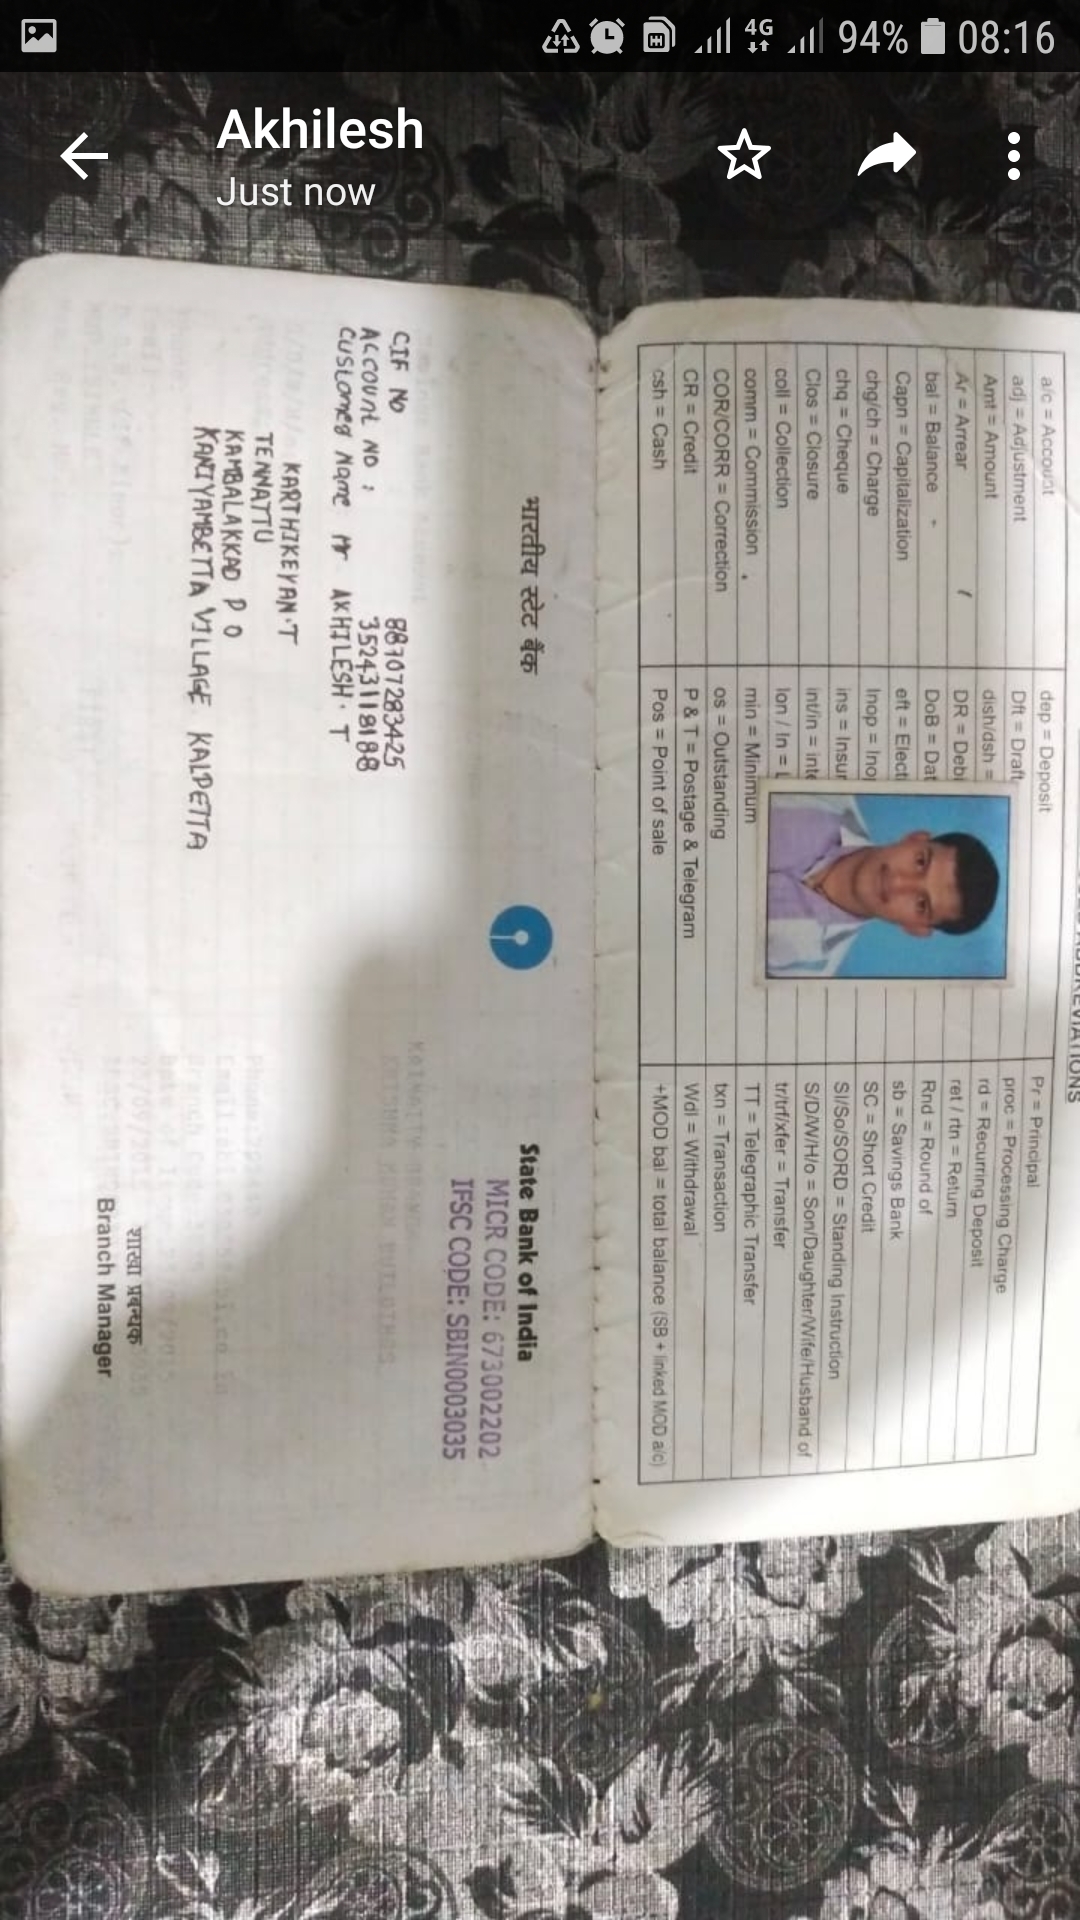 4G 94% 08:16
Akhilesh
Just now
a/c = Account
adj = Adjustment
Amt = Amount
Ar = Arrear
bal = Balance
Capn = Capitalization
chg/ch = Charge
chq = Cheque
Clos = Closure
coll = Collection
comm = Commission
COR/CORR = Correction
CR = Credit
csh = Cash
dep = Deposit
Dft = Draft
dish/dsh =
DR = Debi
DoB = Dat
eft = Elect
Inop = Ino
ins = Insur
int/in = inte
lon / ln = L
min = Minimum
os = Outstanding
P & T = Postage & Telegram
Pos = Point of sale
Pr = Principal
proc = Processing Charge
rd = Recurring Deposit
ret / rtn = Return
Rnd = Round of
sb = Savings Bank
SC = Short Credit
SI/So/SORD = Standing Instruction
S/D/W/H/o = Son/Daughter/Wife/Husband of
tr/trf/xfer = Transfer
TT = Telegraphic Transfer
txn = Transaction
Wdl = Withdrawal
+MOD bal = total balance (SB + linked MOD a/c)
भारतीय स्टेट बैंक
State Bank of India
MICR CODE: 673002202
IFSC CODE: SBIN0003035
CIF No 88707283425
Account No : 35243118188
Customer Name Mr AKHILESH . T
KARTHIKEYAN . T
TENNATTU
KAMBALAKKAD P O
KANIYAMBETTA VILLAGE KALPETTA
शाखा प्रबन्धक
Branch Manager